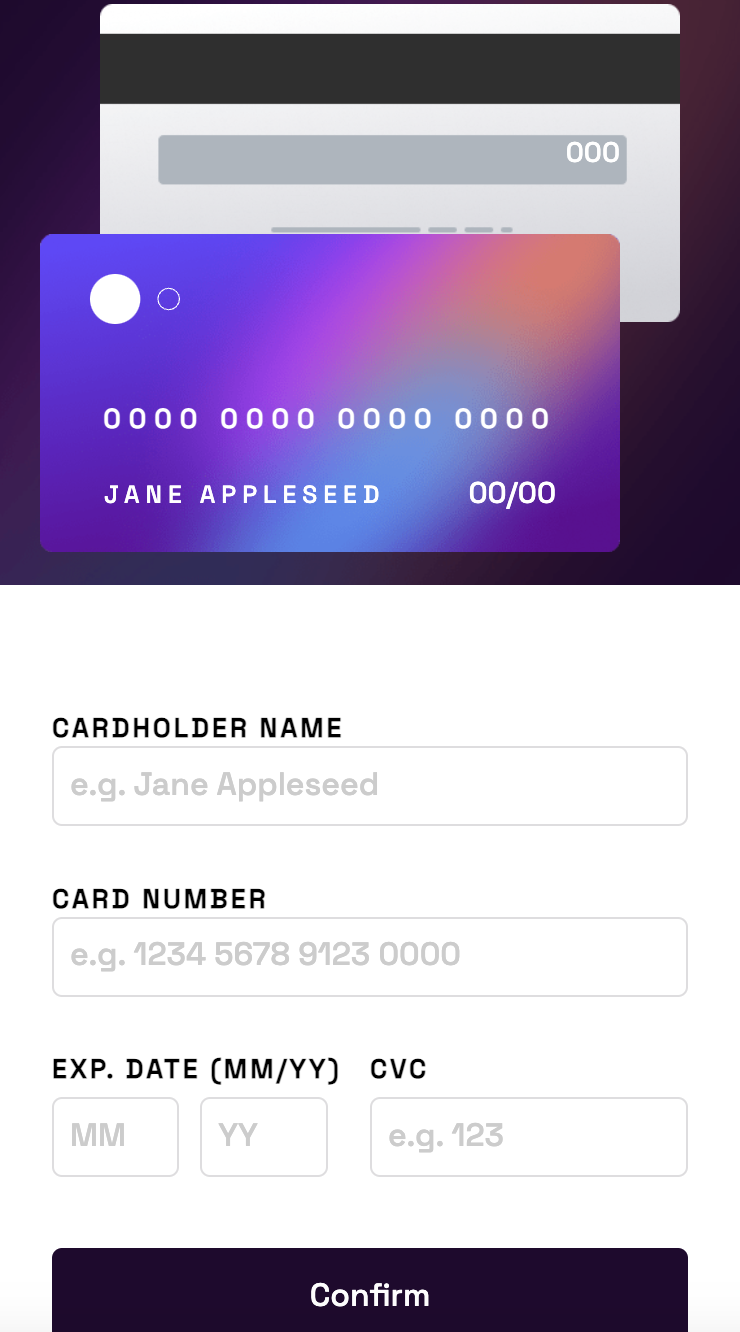 000
0000 0000 0000 0000
JANE APPLESEED 00/00
CARDHOLDER NAME
e.g. Jane Appleseed
CARD NUMBER
e.g. 1234 5678 9123 0000
EXP. DATE (MM/YY) CVC
MM YY e.g. 123
Confirm